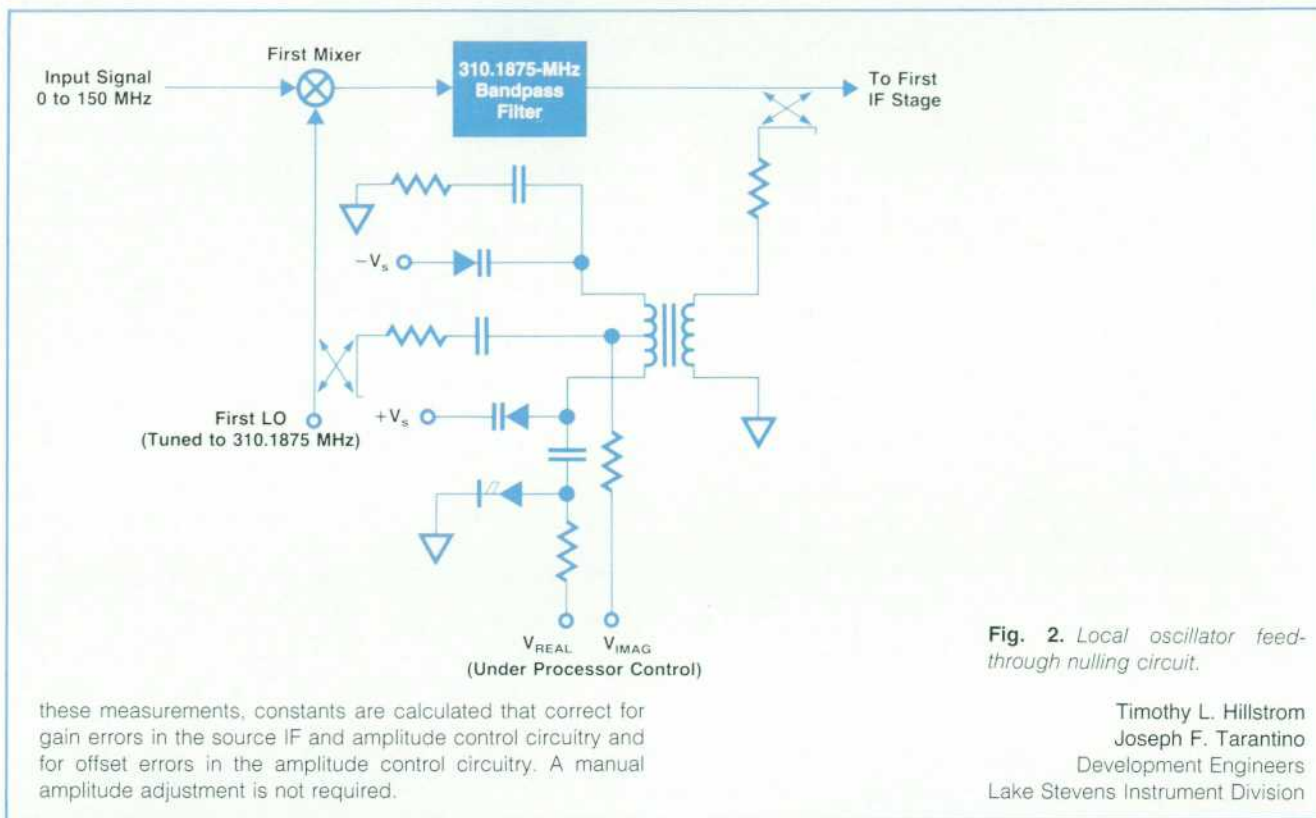 First Mixer
Input Signal
0 to 150 MHz
310.1875-MHz
Bandpass
Filter
To First
IF Stage
−Vs
First LO
(Tuned to 310.1875 MHz)
+Vs
VREAL VIMAG
(Under Processor Control)
Fig. 2. Local oscillator feed-
through nulling circuit.
these measurements, constants are calculated that correct for
gain errors in the source IF and amplitude control circuitry and
for offset errors in the amplitude control circuitry. A manual
amplitude adjustment is not required.
Timothy L. Hillstrom
Joseph F. Tarantino
Development Engineers
Lake Stevens Instrument Division